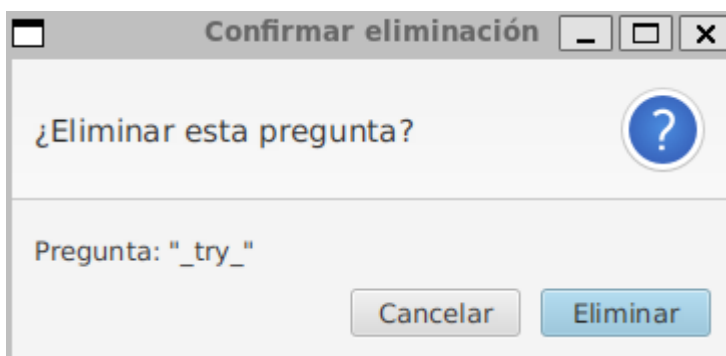 Confirmar eliminación
¿Eliminar esta pregunta?
?
Pregunta: "_try_"
Cancelar Eliminar